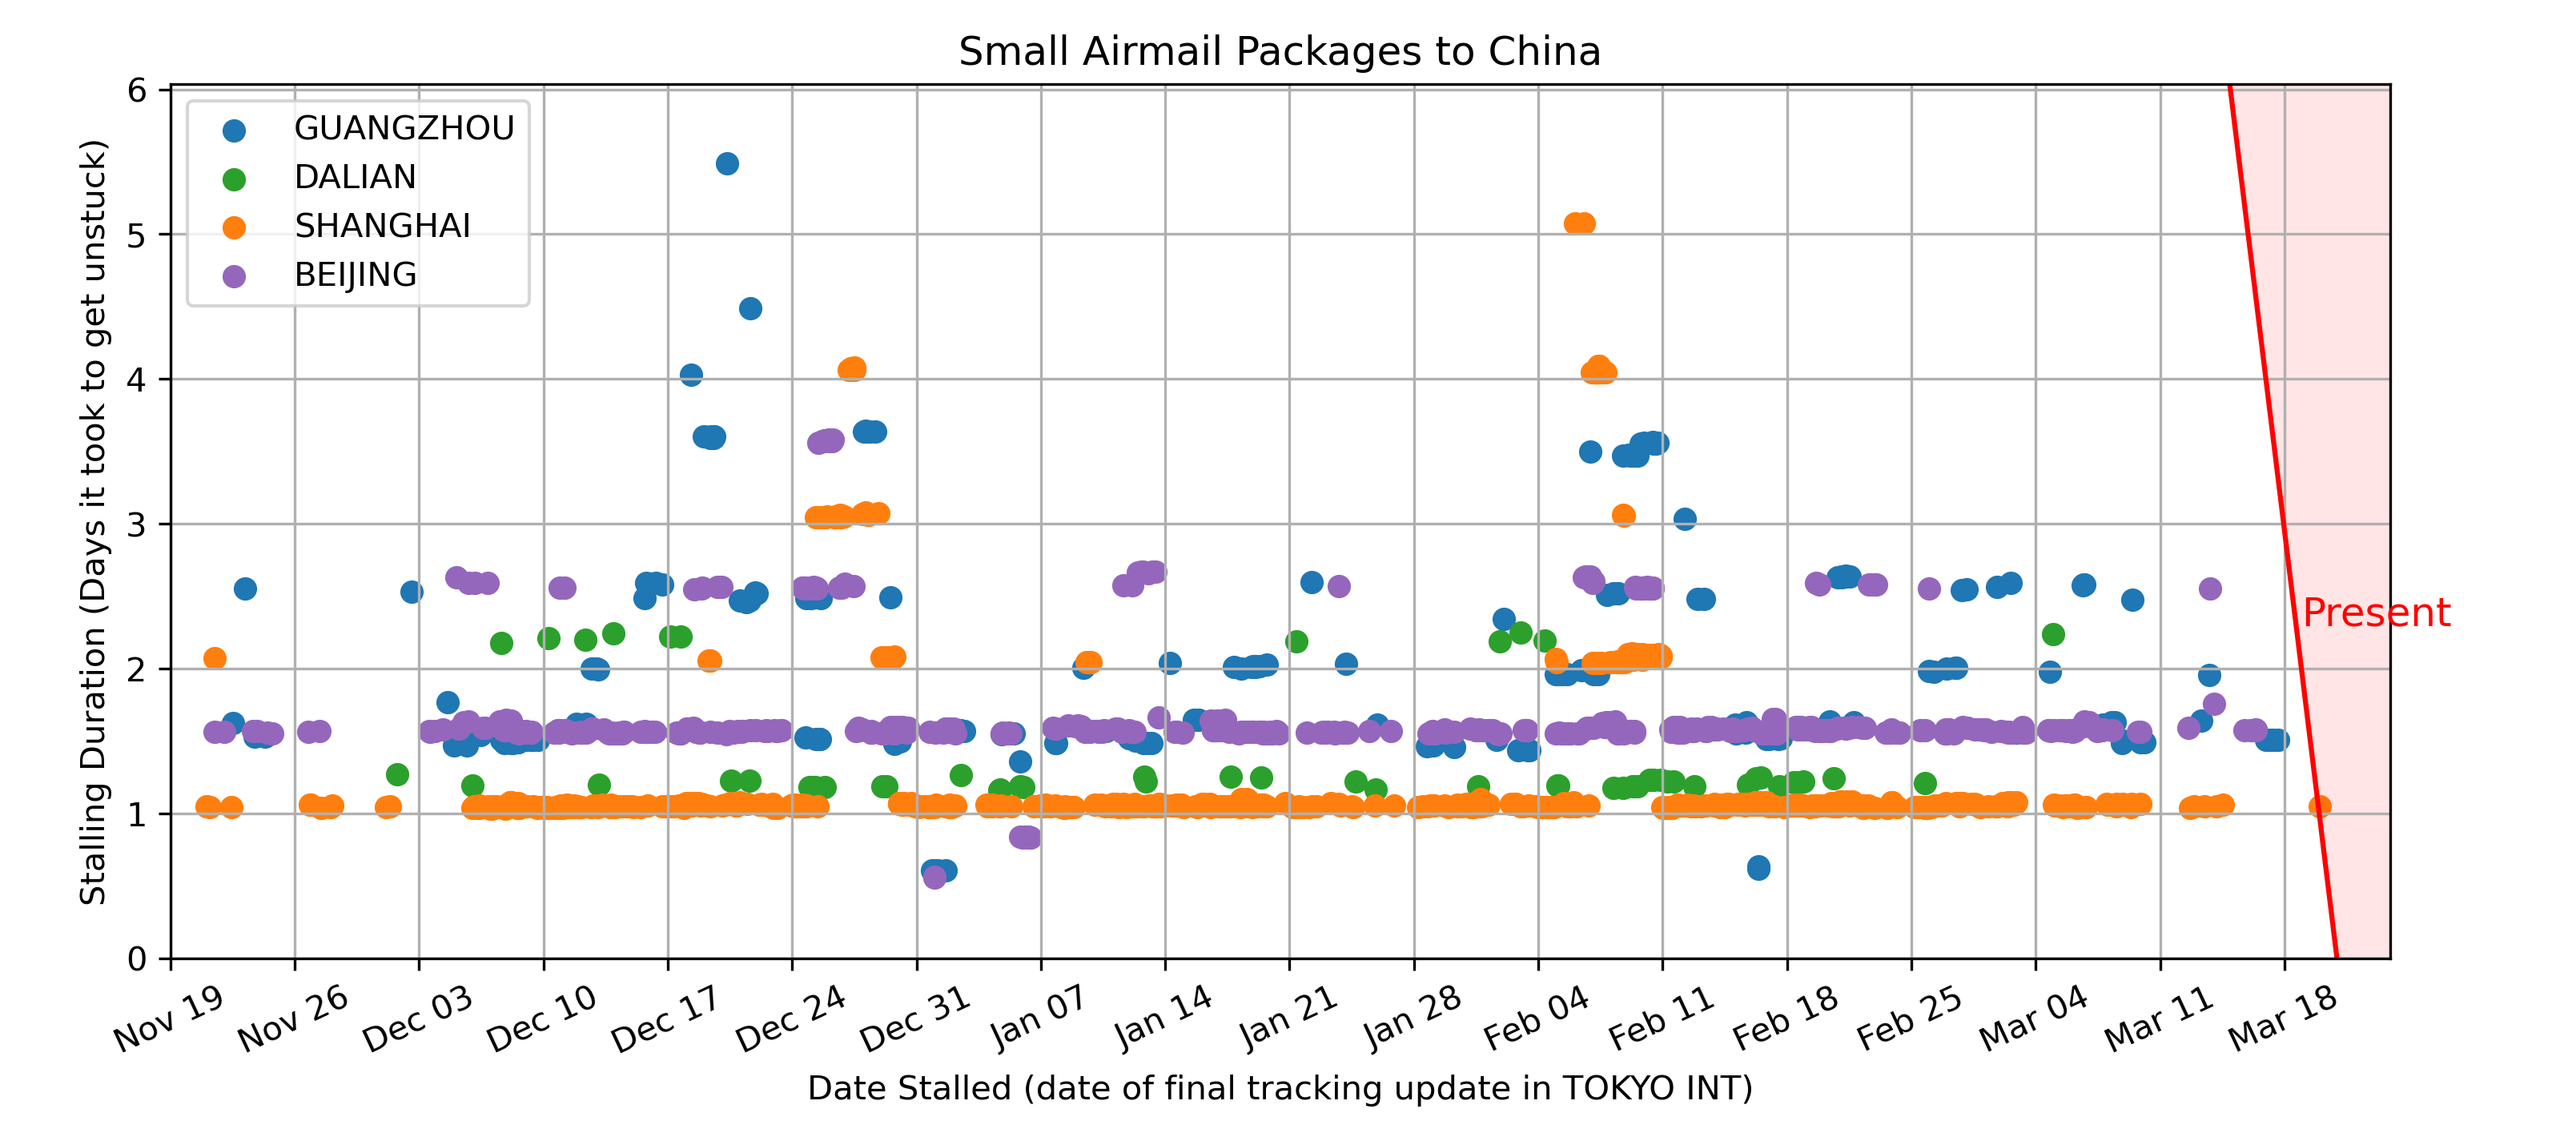 Small Airmail Packages to China
Stalling Duration (Days it took to get unstuck)
6
5
4
3
2
1
0
GUANGZHOU
DALIAN
SHANGHAI
BEIJING
Present
Nov 19
Nov 26
Dec 03
Dec 10
Dec 17
Dec 24
Dec 31
Jan 07
Jan 14
Jan 21
Jan 28
Feb 04
Feb 11
Feb 18
Feb 25
Mar 04
Mar 11
Mar 18
Date Stalled (date of final tracking update in TOKYO INT)